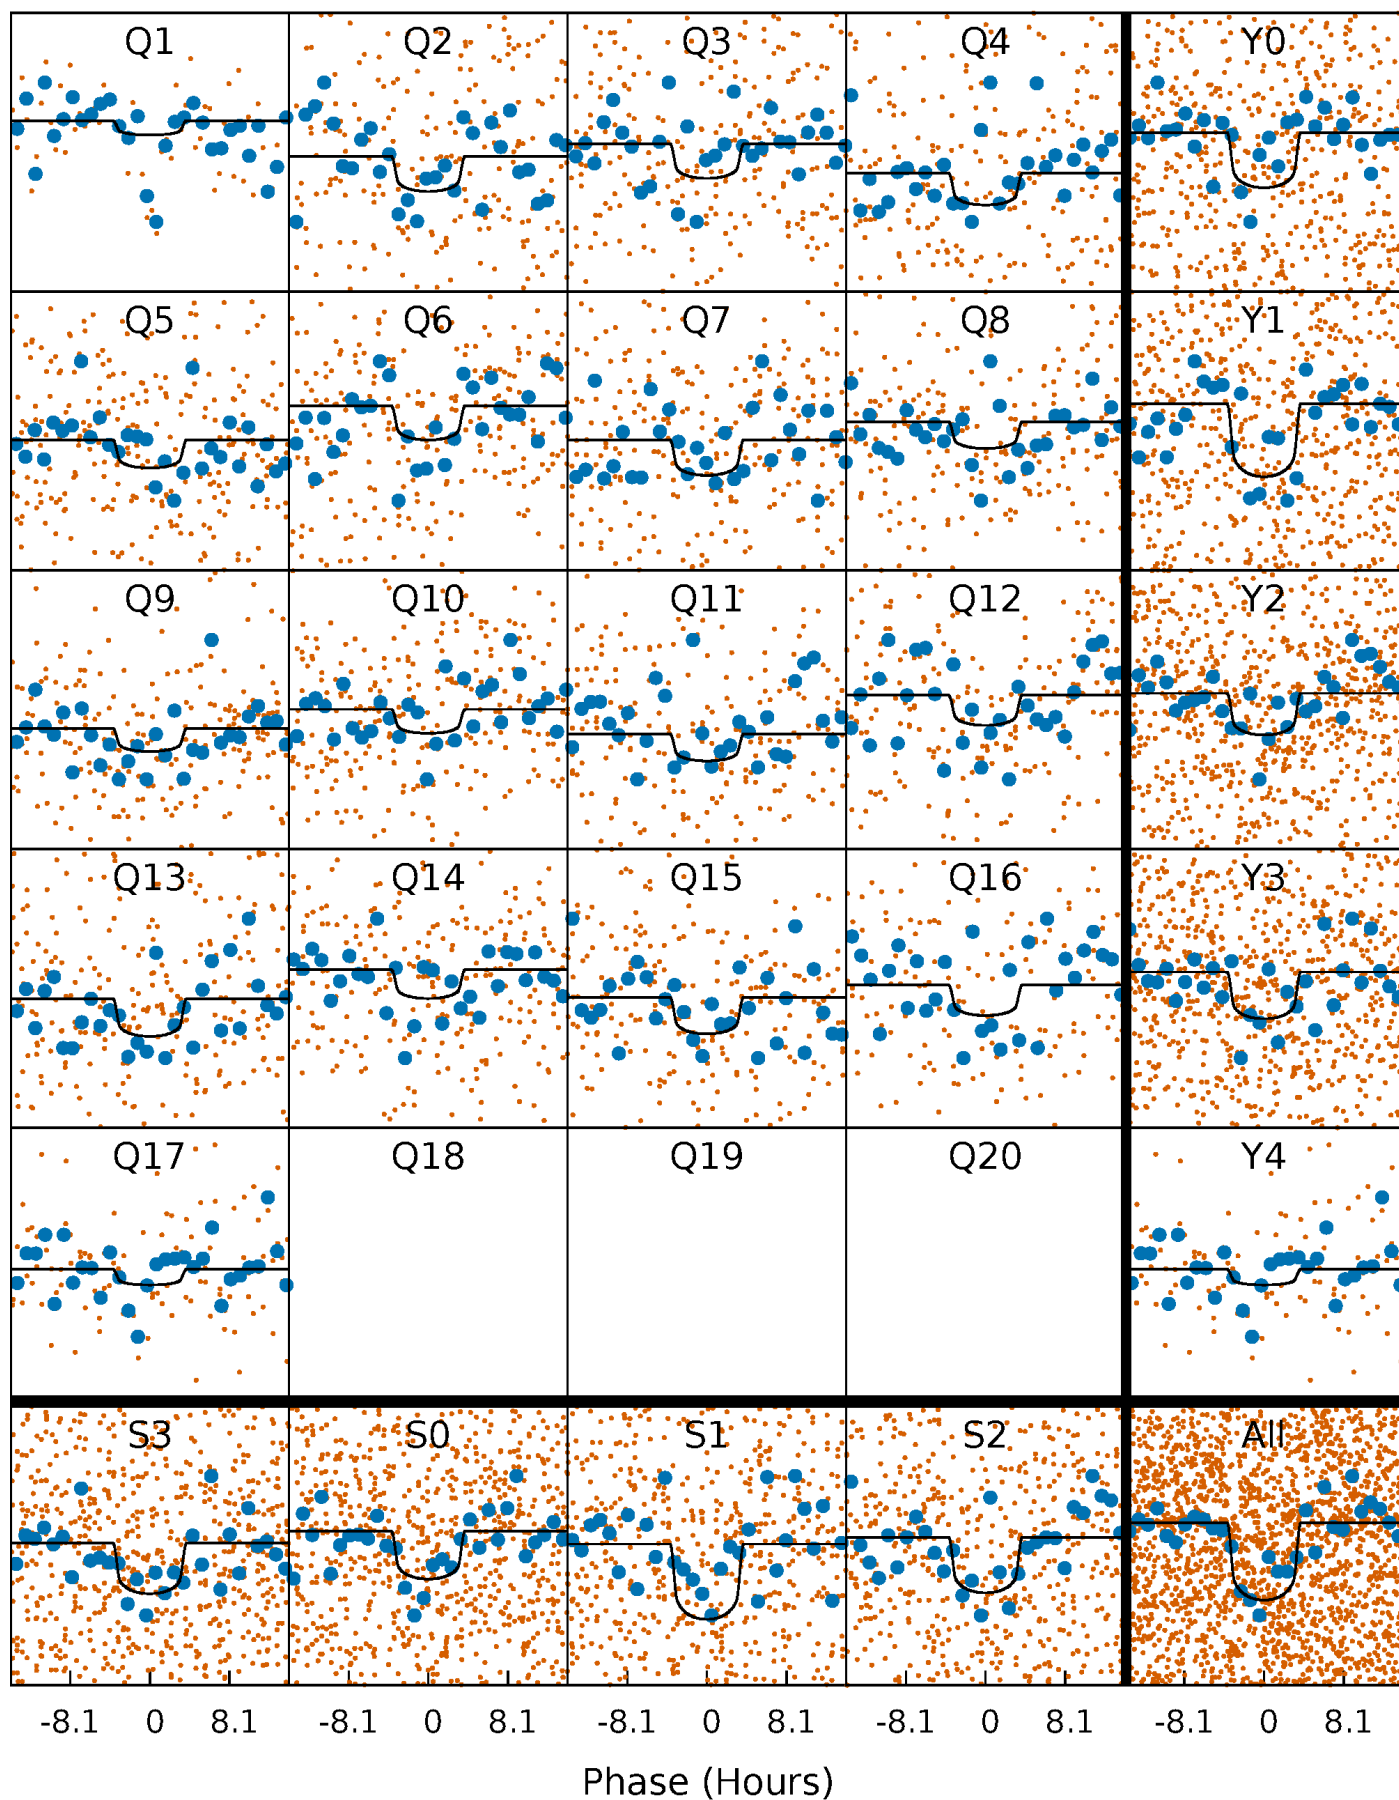 Q1 Q2 Q3 Q4 Y0
Q5 Q6 Q7 Q8 Y1
Q9 Q10 Q11 Q12 Y2
Q13 Q14 Q15 Q16 Y3
Q17 Q18 Q19 Q20 Y4
S3 S0 S1 S2 All
-8.1 0 8.1 -8.1 0 8.1 -8.1 0 8.1 -8.1 0 8.1 -8.1 0 8.1
Phase (Hours)